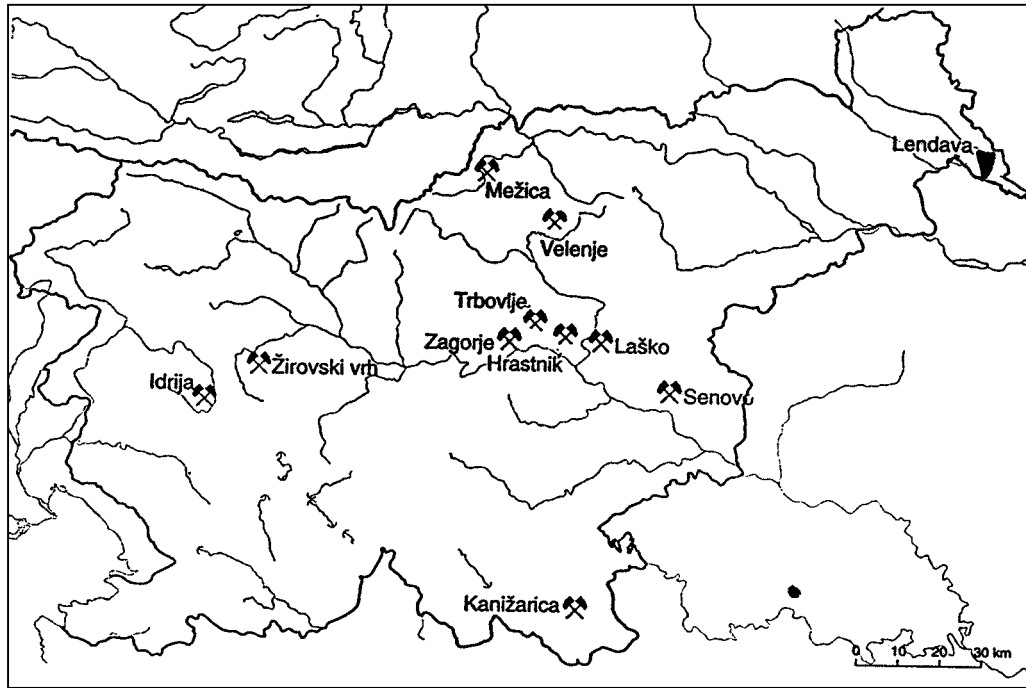 Lendava
Mežica
Velenje
Trbovlje
Zagorje
Hrastnik
Laško
Žirovski vrh
Idrija
Senovo
Kanižarica
0 10 20 30 km